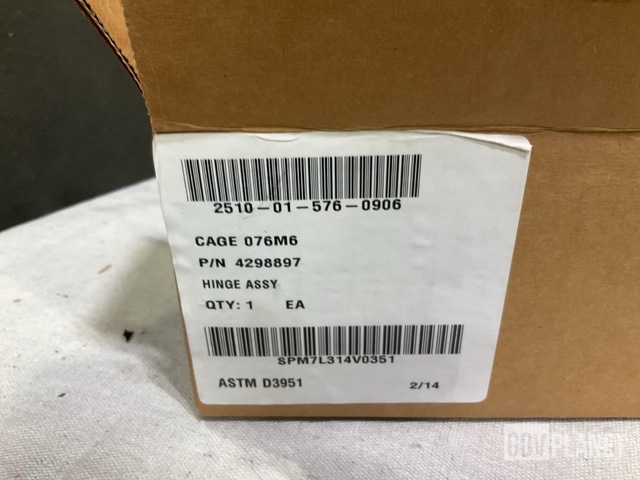 2510-01-576-0906
CAGE 076M6
P/N 4298897
HINGE ASSY
QTY: 1 EA
SPM7L314V0351
ASTM D3951 2/14
GOVPLANET